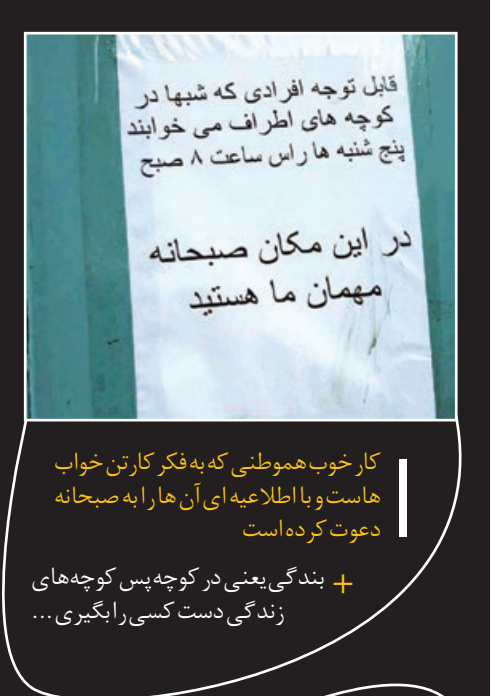 قابل توجه افرادی که شبها در
کوچه های اطراف می خوابند
پنج شنبه ها راس ساعت ۸ صبح
در این مکان صبحانه
مهمان ما هستید
کار خوب هموطنی که به فکر کارتن خواب
هاست و با اطلاعیه ای آن ها را به صبحانه
دعوت کرده است
+ بندگی یعنی در کوچه پس کوچه‌های
زندگی دست کسی را بگیری ...